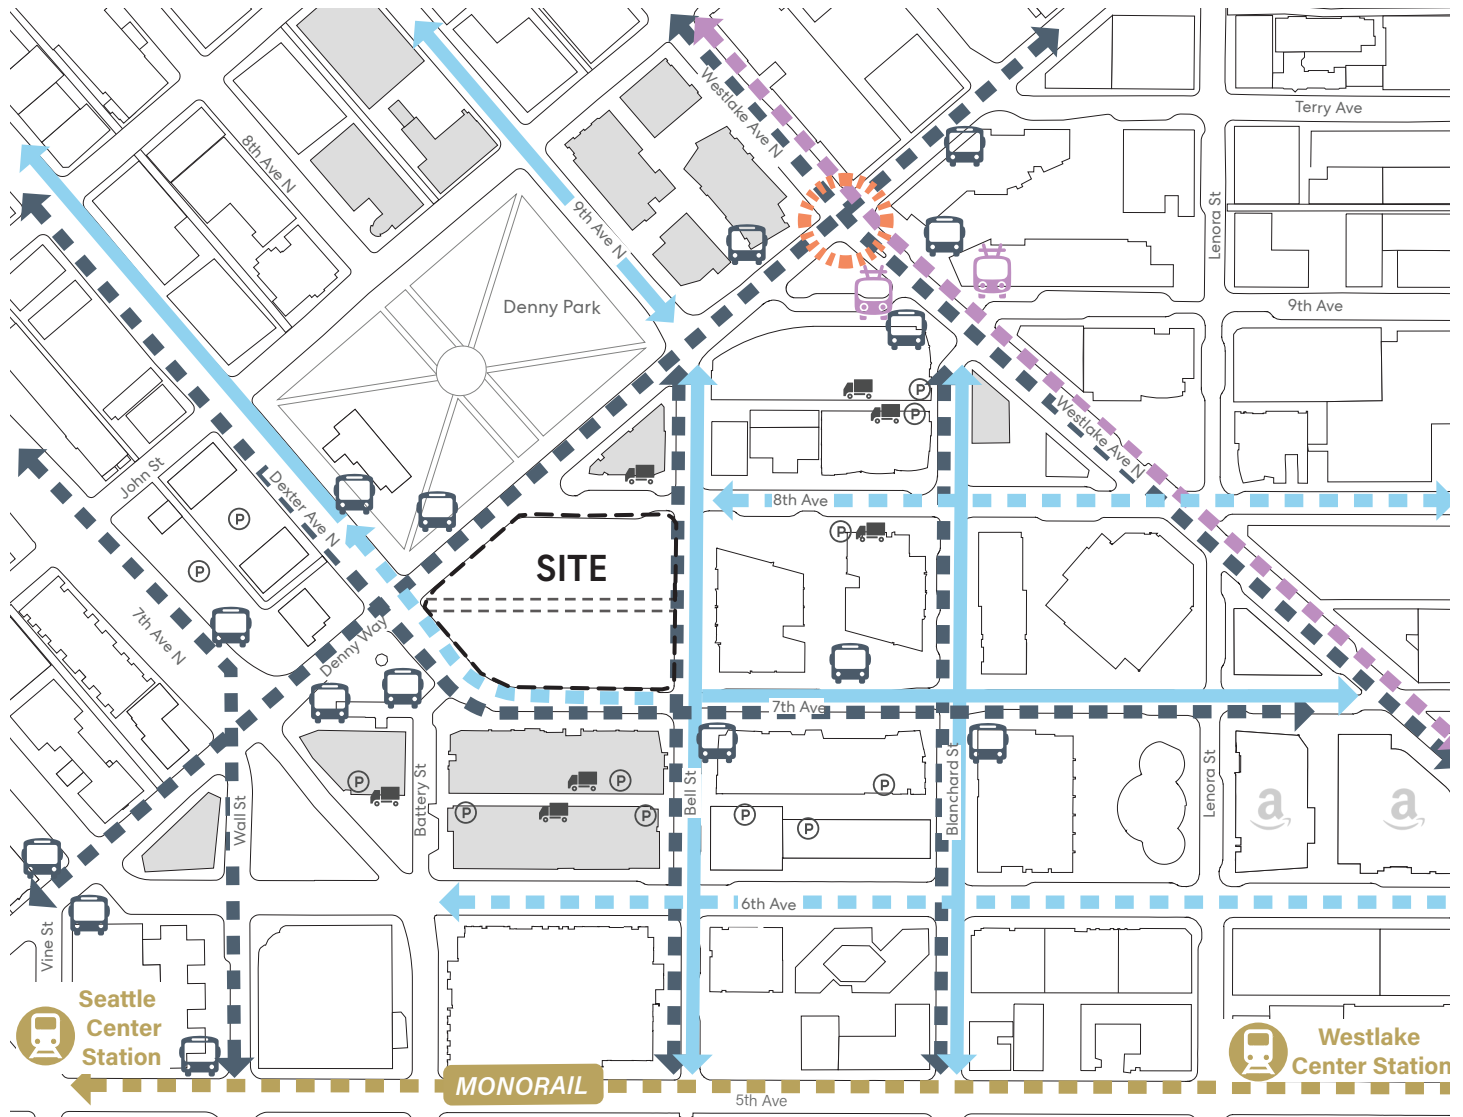 Westlake Ave N
Terry Ave
8th Ave N
9th Ave N
Lenora St
Denny Park
9th Ave
P
P
Westlake Ave N
John St
8th Ave
Dexter Ave N
P
P
SITE
P
7th Ave N
Denny Way
7th Ave
Battery St
Bell St
Blanchard St
Lenora St
Wall St
P
P
P
P
P
P
P
a
a
6th Ave
Vine St
Seattle
Center
Station
Westlake
Center Station
MONORAIL
5th Ave